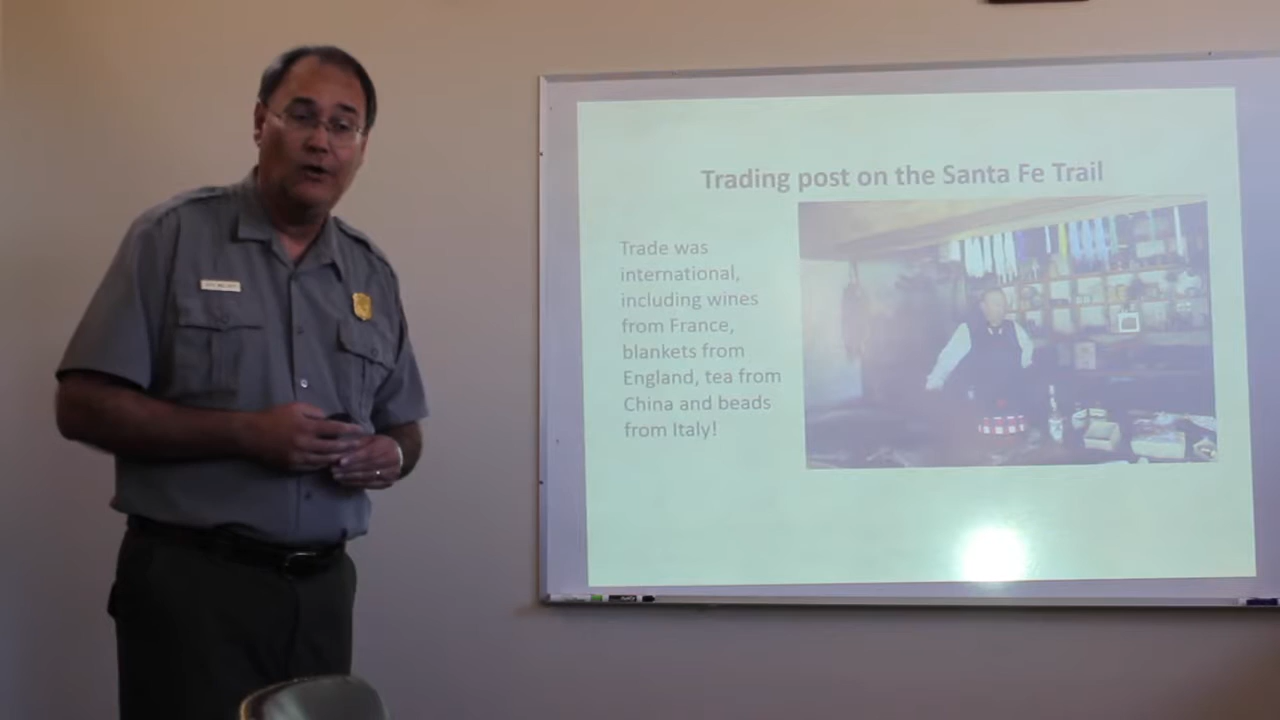 Trading post on the Santa Fe Trail
Trade was
international,
including wines
from France,
blankets from
England, tea from
China and beads
from Italy!